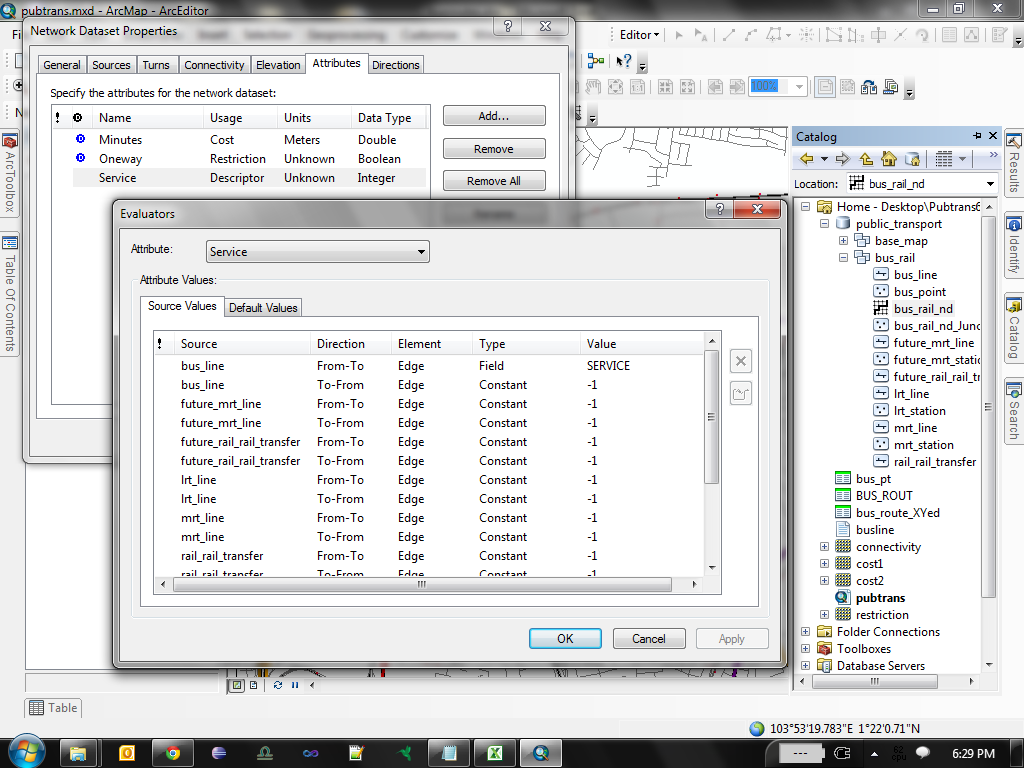 pubtrans.mxd - ArcMap - ArcEditor
Network Dataset Properties
General Sources Turns Connectivity Elevation Attributes Directions
Specify the attributes for the network dataset:
! Name Usage Units Data Type
Minutes Cost Meters Double
Oneway Restriction Unknown Boolean
Service Descriptor Unknown Integer
Add...
Remove
Remove All
Editor
100%
ArcToolbox
Table Of Contents
Evaluators
Attribute: Service
Attribute Values:
Source Values Default Values
! Source Direction Element Type Value
bus_line From-To Edge Field SERVICE
bus_line To-From Edge Constant -1
future_mrt_line From-To Edge Constant -1
future_mrt_line To-From Edge Constant -1
future_rail_rail_transfer From-To Edge Constant -1
future_rail_rail_transfer To-From Edge Constant -1
lrt_line From-To Edge Constant -1
lrt_line To-From Edge Constant -1
mrt_line From-To Edge Constant -1
mrt_line To-From Edge Constant -1
rail_rail_transfer From-To Edge Constant -1
rail_rail_transfer To-From Edge Constant -1
OK Cancel Apply
Catalog
Location: bus_rail_nd
Home - Desktop\Pubtrans6
public_transport
base_map
bus_rail
bus_line
bus_point
bus_rail_nd
bus_rail_nd_Junc
future_mrt_line
future_mrt_static
future_rail_rail_tr
lrt_line
lrt_station
mrt_line
mrt_station
rail_rail_transfer
bus_pt
BUS_ROUT
bus_route_XYed
busline
connectivity
cost1
cost2
pubtrans
restriction
Folder Connections
Toolboxes
Database Servers
Results
Identify
Catalog
Search
Table
103°53'19.783"E 1°22'0.71"N
6:29 PM